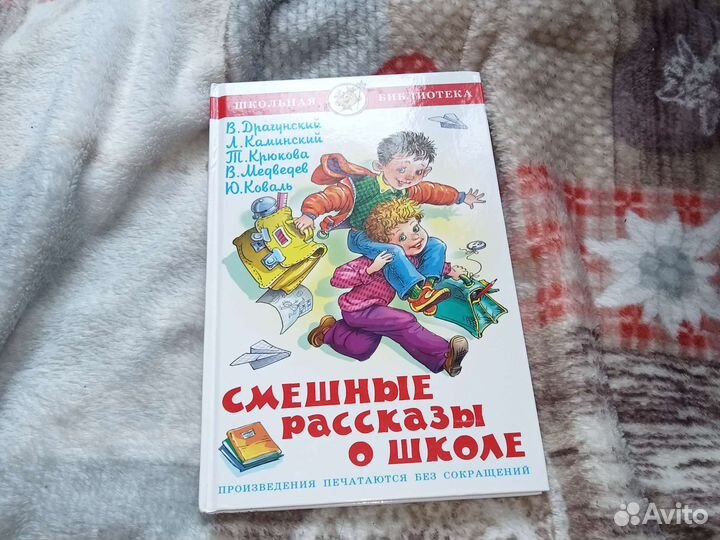 ШКОЛЬНАЯ БИБЛИОТЕКА
В. Драгунский
Л. Каминский
Т. Крюкова
В. Медведев
Ю. Коваль
СМЕШНЫЕ
рассказы
о школе
ПРОИЗВЕДЕНИЯ ПЕЧАТАЮТСЯ БЕЗ СОКРАЩЕНИЙ
Avito